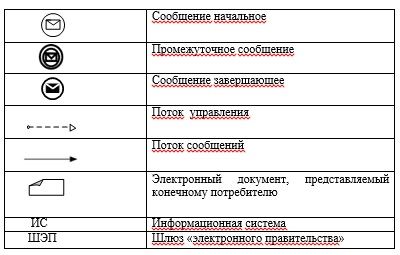 Сообщение начальное
Промежуточное сообщение
Сообщение завершающее
Поток управления
Поток сообщений
Электронный документ, представляемый
конечному потребителю
ИС Информационная система
ШЭП Шлюз «электронного правительства»